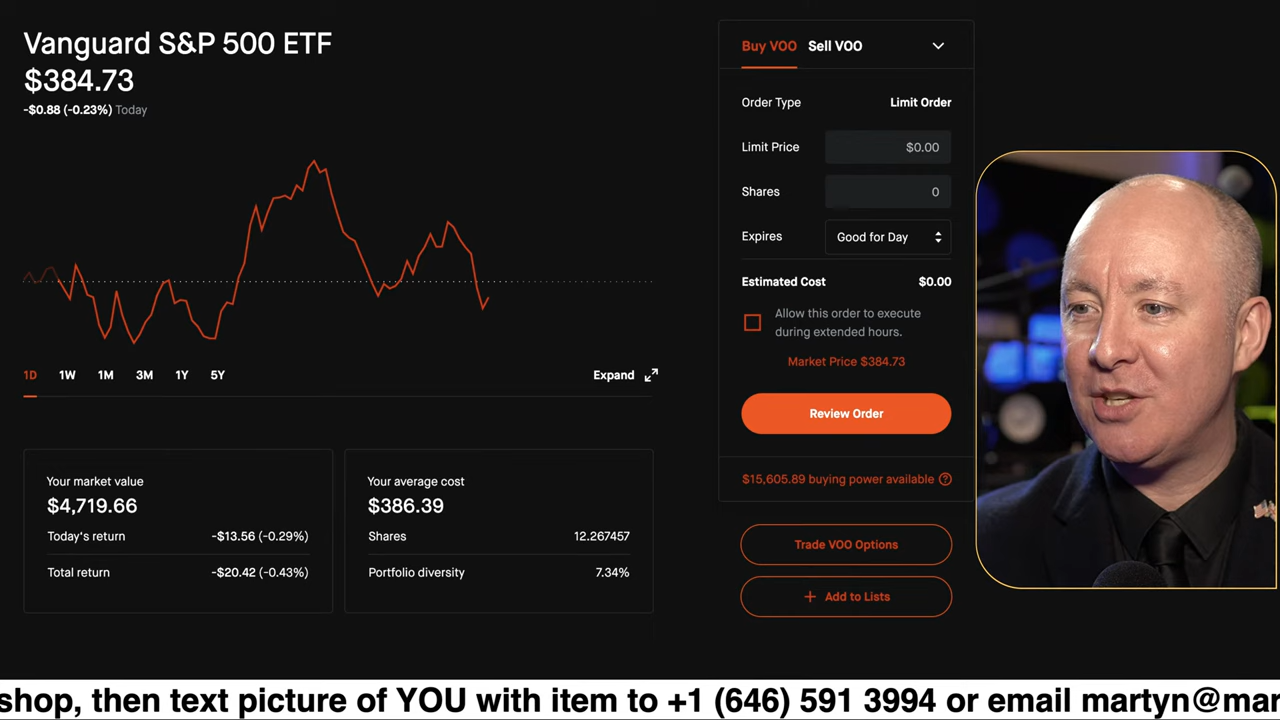 Vanguard S&P 500 ETF
$384.73
-$0.88 (-0.23%) Today
1D 1W 1M 3M 1Y 5Y
Expand
Your market value
$4,719.66
Today's return -$13.56 (-0.29%)
Total return -$20.42 (-0.43%)
Your average cost
$386.39
Shares 12.267457
Portfolio diversity 7.34%
Buy VOO Sell VOO
Order Type Limit Order
Limit Price $0.00
Shares 0
Expires Good for Day
Estimated Cost $0.00
Allow this order to execute
during extended hours.
Market Price $384.73
Review Order
$15,605.89 buying power available
Trade VOO Options
+ Add to Lists
shop, then text picture of YOU with item to +1 (646) 591 3994 or email martyn@mar